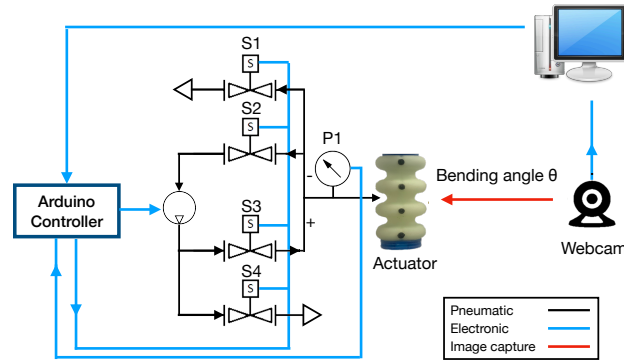 S1
S
S2
S
P1
-
Bending angle θ
Arduino
Controller
S3
S
+
Actuator
Webcam
S4
S
Pneumatic
Electronic
Image capture